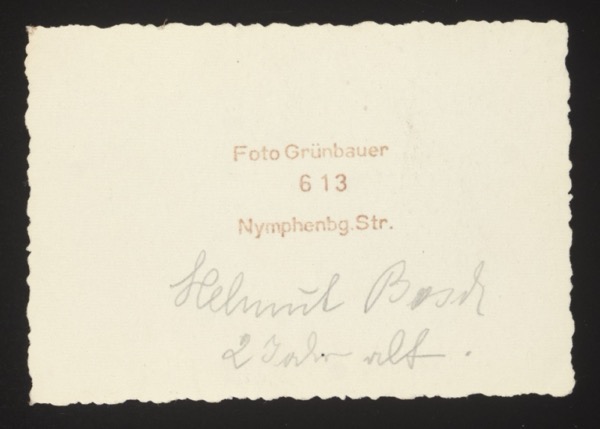 Foto Grünbauer
613
Nymphenbg.Str.
Helmut Bosch
2 Jahr alt.